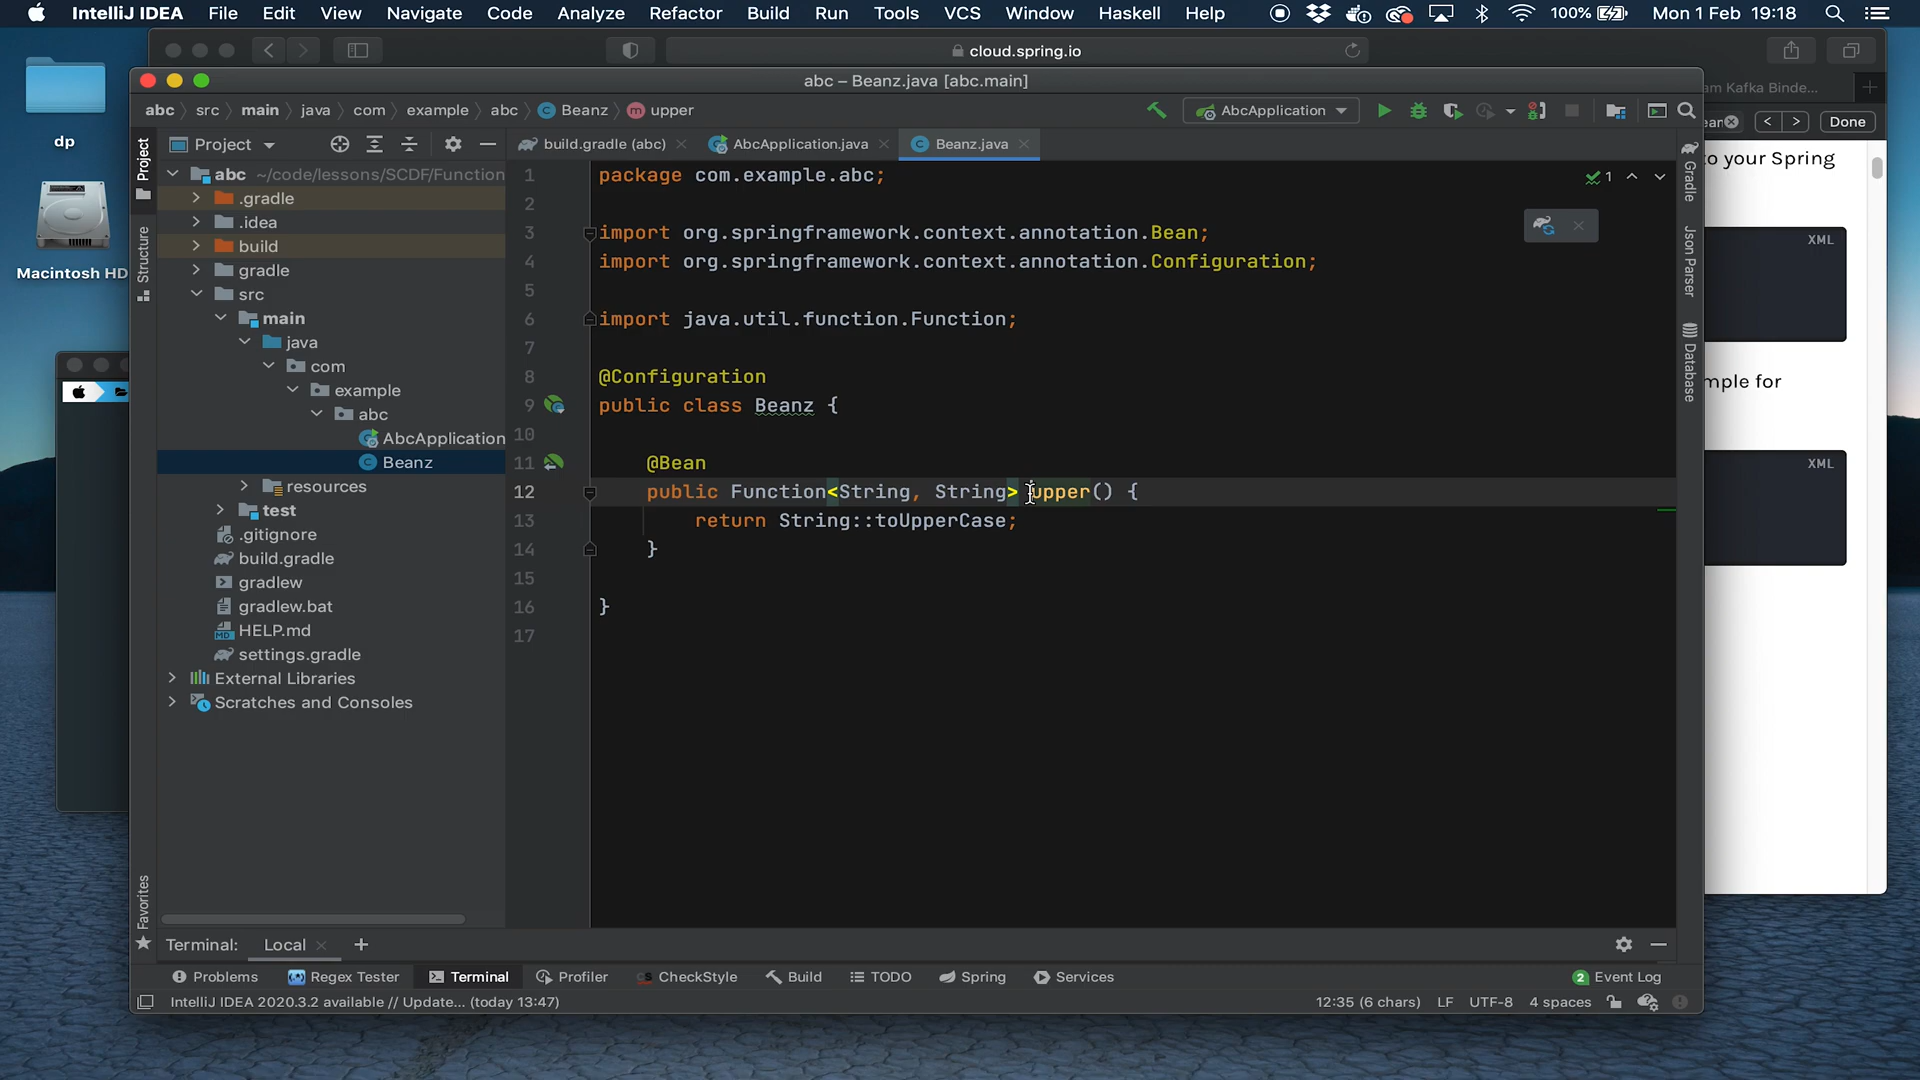 IntelliJ IDEA File Edit View Navigate Code Analyze Refactor Build Run Tools VCS Window Haskell Help 100% Mon 1 Feb 19:18
cloud.spring.io
dp
Macintosh HD
abc – Beanz.java [abc.main]
am Kafka Binde...
abc src main java com example abc Beanz upper AbcApplication
Done
Project
build.gradle (abc) AbcApplication.java Beanz.java
Project
Structure
Favorites
abc ~/code/lessons/SCDF/Function
.gradle
.idea
build
gradle
src
main
java
com
example
abc
AbcApplication
Beanz
resources
test
.gitignore
build.gradle
gradlew
gradlew.bat
HELP.md
settings.gradle
External Libraries
Scratches and Consoles
1 package com.example.abc;
2
3 import org.springframework.context.annotation.Bean;
4 import org.springframework.context.annotation.Configuration;
5
6 import java.util.function.Function;
7
8 @Configuration
9 public class Beanz {
10
11 @Bean
12 public Function<String, String> upper() {
13 return String::toUpperCase;
14 }
15
16 }
17
1
Gradle
Json Parser
Database
to your Spring
XML
mple for
XML
Terminal: Local
Problems Regex Tester Terminal Profiler CheckStyle Build TODO Spring Services 2 Event Log
IntelliJ IDEA 2020.3.2 available // Update... (today 13:47) 12:35 (6 chars) LF UTF-8 4 spaces